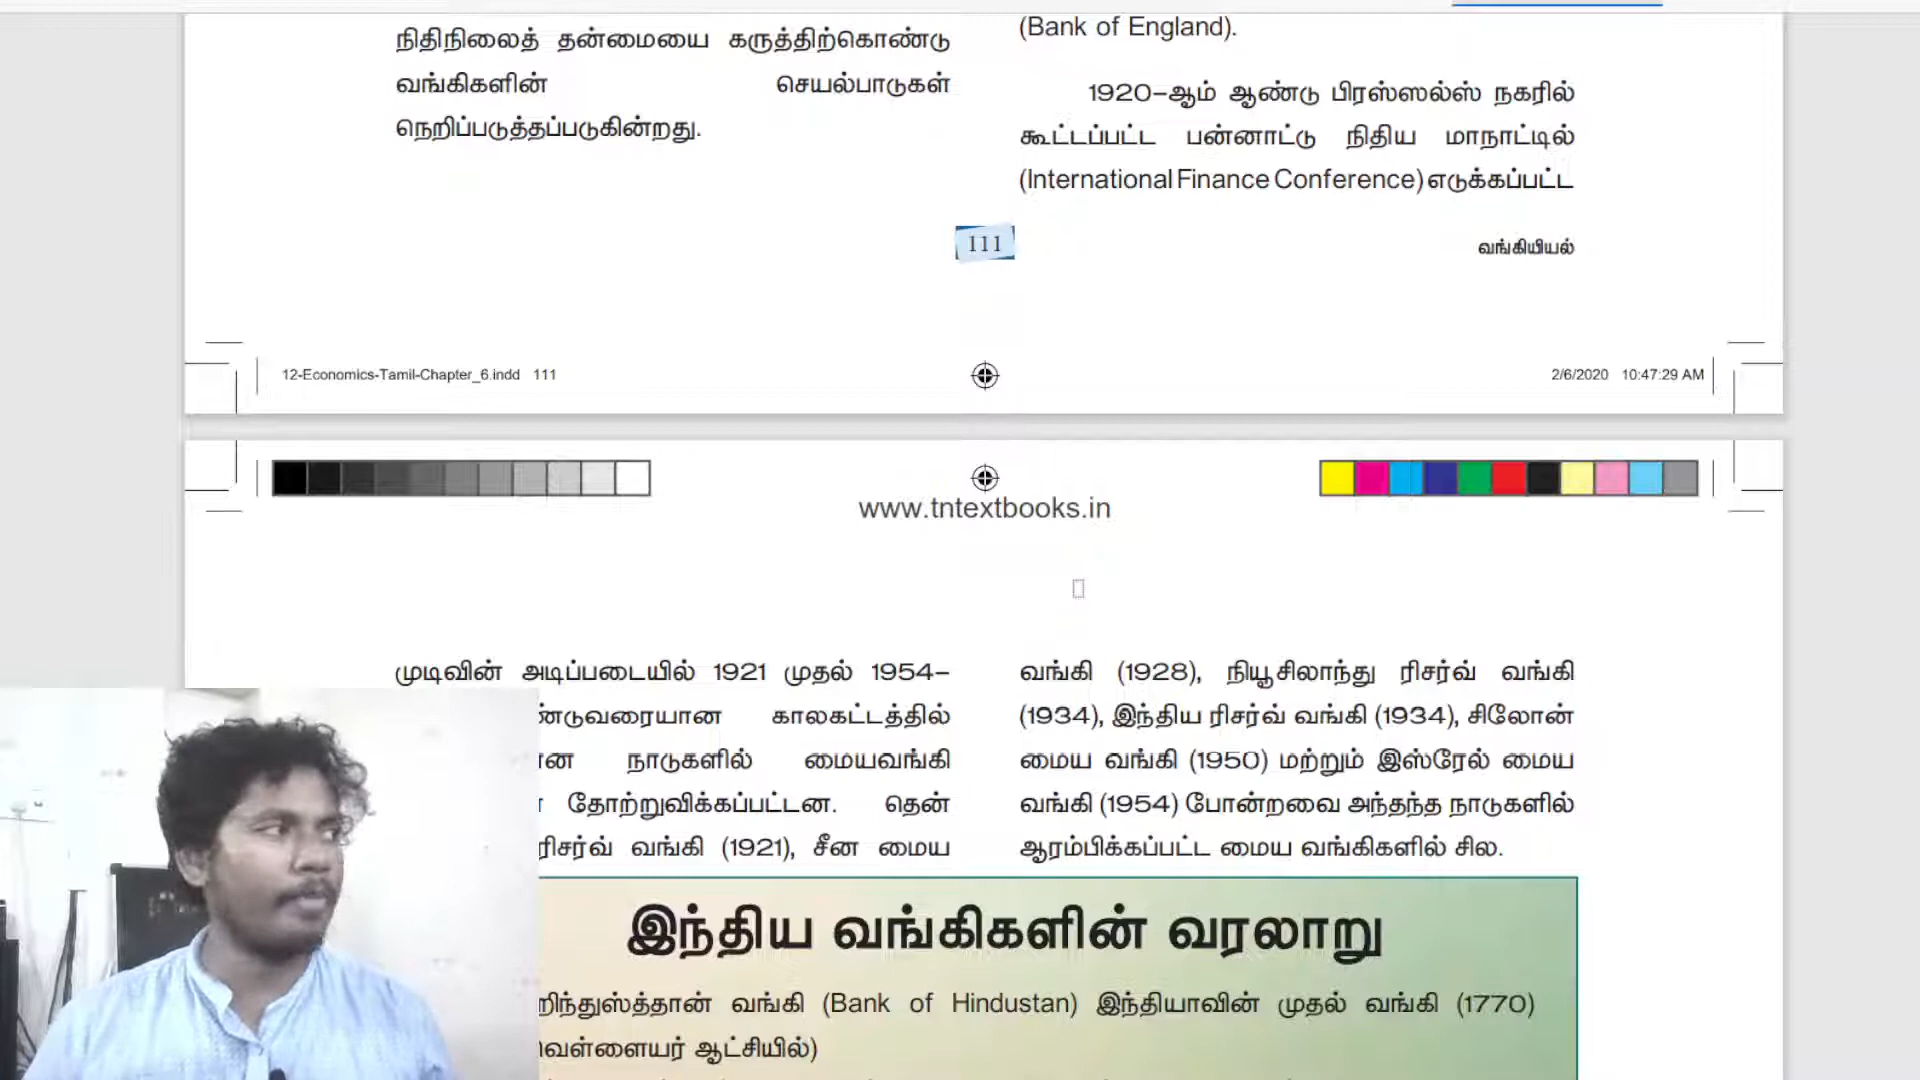 நிதிநிலைத் தன்மையை கருத்திற்கொண்டு
வங்கிகளின் செயல்பாடுகள்
நெறிப்படுத்தப்படுகின்றது.
(Bank of England).
1920–ஆம் ஆண்டு பிரஸ்ஸல்ஸ் நகரில்
கூட்டப்பட்ட பன்னாட்டு நிதிய மாநாட்டில்
(International Finance Conference) எடுக்கப்பட்ட
111
வங்கியியல்
12-Economics-Tamil-Chapter_6.indd 111
2/6/2020 10:47:29 AM
www.tntextbooks.in
முடிவின் அடிப்படையில் 1921 முதல் 1954–
ண்டுவரையான காலகட்டத்தில்
ன நாடுகளில் மையவங்கி
தோற்றுவிக்கப்பட்டன. தென்
ரிசர்வ் வங்கி (1921), சீன மைய
வங்கி (1928), நியூசிலாந்து ரிசர்வ் வங்கி
(1934), இந்திய ரிசர்வ் வங்கி (1934), சிலோன்
மைய வங்கி (1950) மற்றும் இஸ்ரேல் மைய
வங்கி (1954) போன்றவை அந்தந்த நாடுகளில்
ஆரம்பிக்கப்பட்ட மைய வங்கிகளில் சில.
இந்திய வங்கிகளின் வரலாறு
றிந்துஸ்த்தான் வங்கி (Bank of Hindustan) இந்தியாவின் முதல் வங்கி (1770)
வெள்ளையர் ஆட்சியில்)